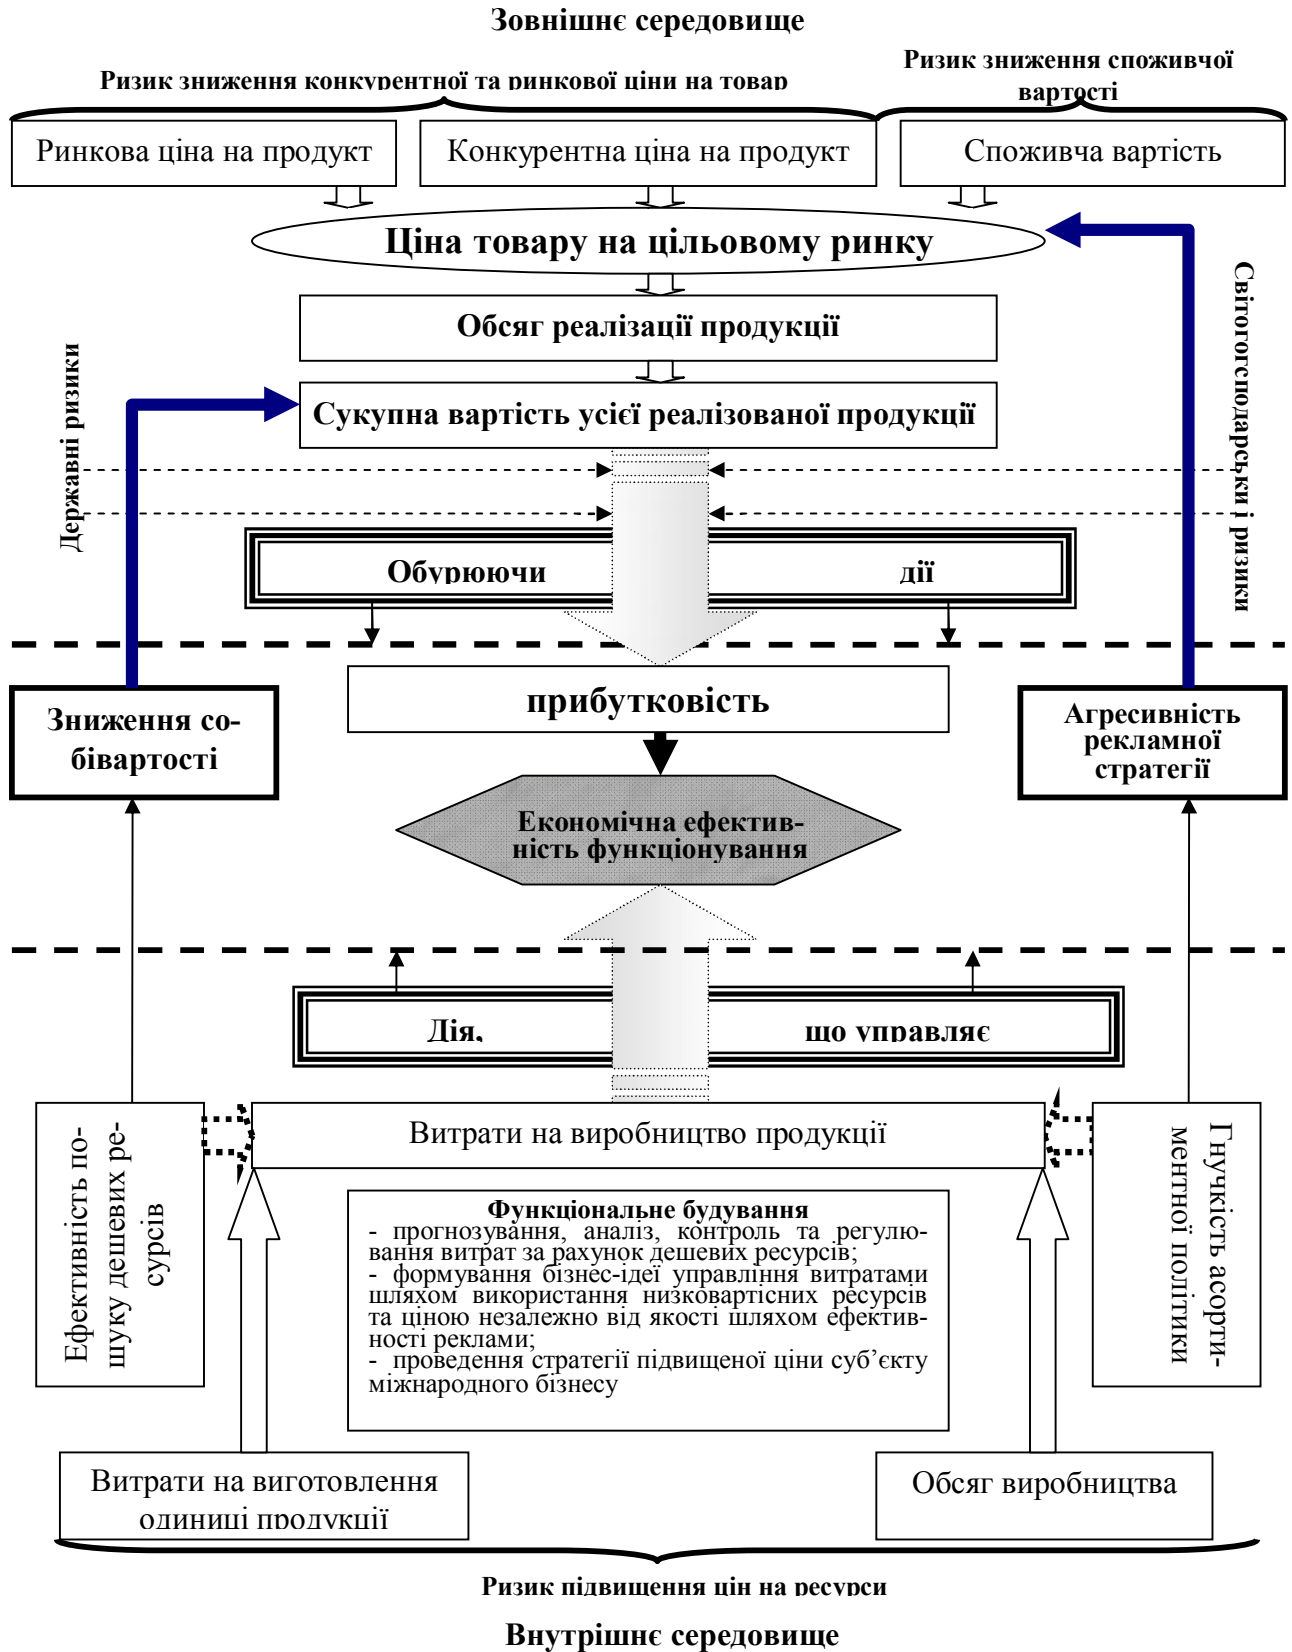 Зовнішнє середовище
Ризик зниження конкурентної та ринкової ціни на товар
Ризик зниження споживчої
вартості
Ринкова ціна на продукт
Конкурентна ціна на продукт
Споживча вартість
Ціна товару на цільовому ринку
Обсяг реалізації продукції
Сукупна вартість усієї реалізованої продукції
Державні ризики
Світогосподарськи і ризики
Обурюючи
дії
прибутковість
Зниження со-
бівартості
Агресивність
рекламної
стратегії
Економічна ефектив-
ність функціонування
Дія,
що управляє
Ефективність по-
шуку дешевих ре-
сурсів
Витрати на виробництво продукції
Гнучкість асорти-
ментної політики
Функціональне будування
- прогнозування, аналіз, контроль та регулю-
вання витрат за рахунок дешевих ресурсів;
- формування бізнес-ідеї управління витратами
шляхом використання низковартісних ресурсів
та ціною незалежно від якості шляхом ефектив-
ності реклами;
- проведення стратегії підвищеної ціни суб’єкту
міжнародного бізнесу
Витрати на виготовлення
одиниці продукції
Обсяг виробництва
Ризик підвищення цін на ресурси
Внутрішнє середовище